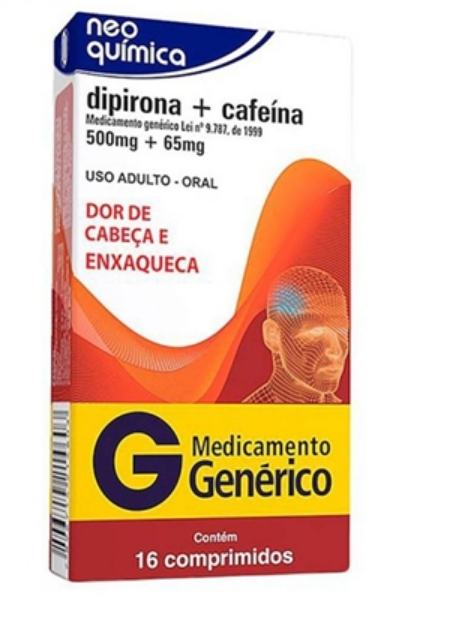 neo
química
dipirona + cafeína
Medicamento genérico Lei nº 9.787, de 1999
500mg + 65mg
USO ADULTO - ORAL
DOR DE
CABEÇA E
ENXAQUECA
G Medicamento
Genérico
Contém
16 comprimidos